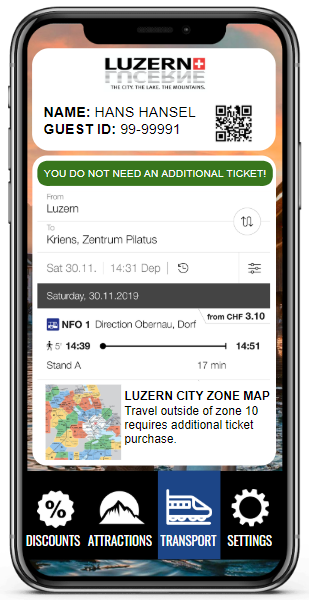 LUZERN
LUCERNE
THE CITY. THE LAKE. THE MOUNTAINS.
NAME: HANS HANSEL
GUEST ID: 99-99991
YOU DO NOT NEED AN ADDITIONAL TICKET!
From
Luzern
To
Kriens, Zentrum Pilatus
Sat 30.11. 14:31 Dep
Saturday, 30.11.2019
from CHF 3.10
NFO 1 Direction Obernau, Dorf
5' 14:39 14:51
Stand A 17 min
LUZERN CITY ZONE MAP
Travel outside of zone 10
requires additional ticket
purchase.
DISCOUNTS ATTRACTIONS TRANSPORT SETTINGS